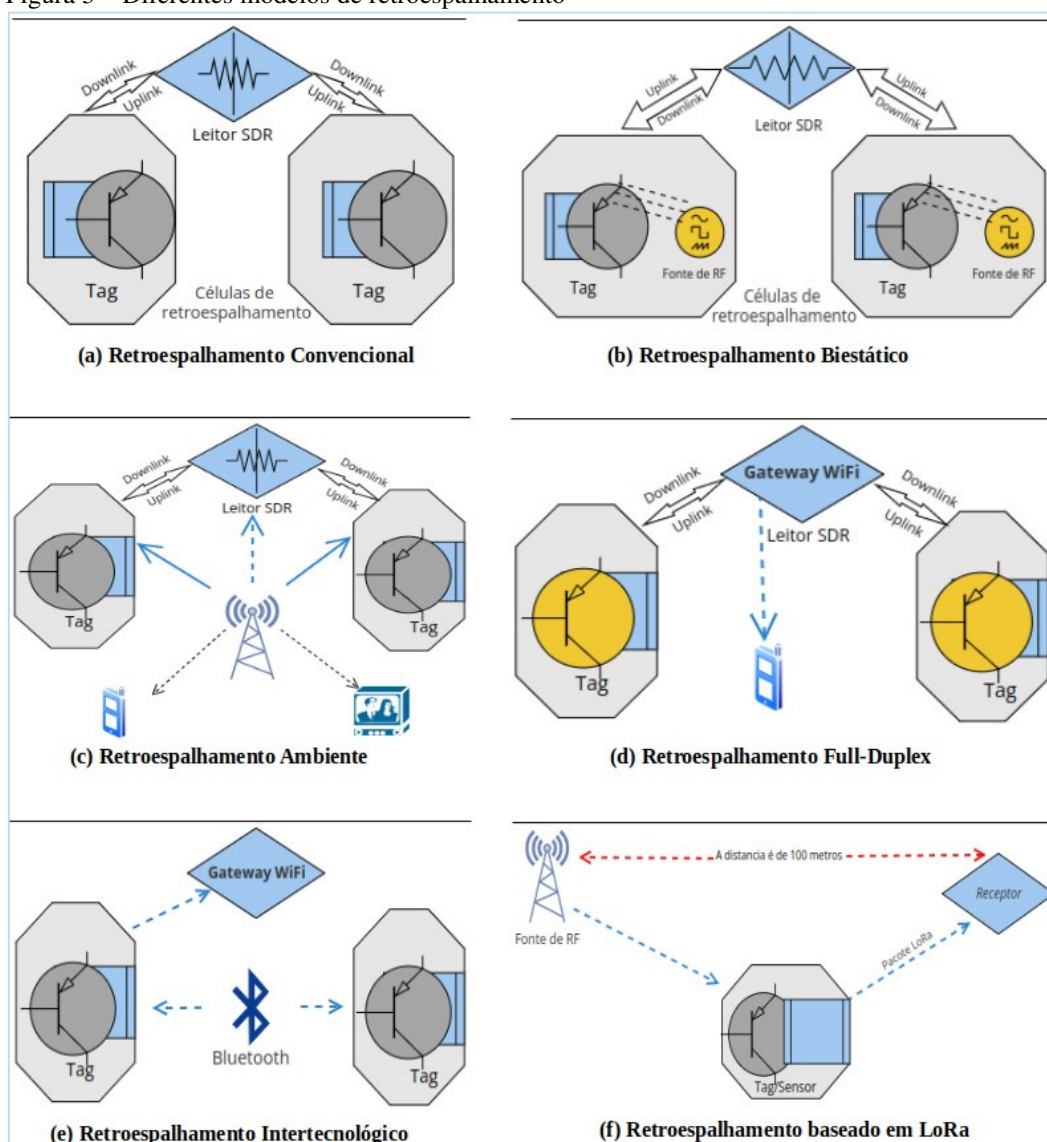 Figura 3 – Diferentes modelos de retroespalhamento
Downlink
Uplink
Downlink
Uplink
Leitor SDR
Tag
Tag
Células de
retroespalhamento
(a) Retroespalhamento Convencional
Uplink
Downlink
Uplink
Downlink
Leitor SDR
Tag
Fonte de RF
Tag
Fonte de RF
Células de
retroespalhamento
(b) Retroespalhamento Biestático
Downlink
Uplink
Downlink
Uplink
Leitor SDR
Tag
Tag
(c) Retroespalhamento Ambiente
Gateway WiFi
Downlink
Uplink
Downlink
Uplink
Leitor SDR
Tag
Tag
(d) Retroespalhamento Full-Duplex
Gateway WiFi
Tag
Bluetooth
Tag
(e) Retroespalhamento Intertecnológico
A distancia é de 100 metros
Fonte de RF
Receptor
Pacote LoRa
Tag/Sensor
(f) Retroespalhamento baseado em LoRa